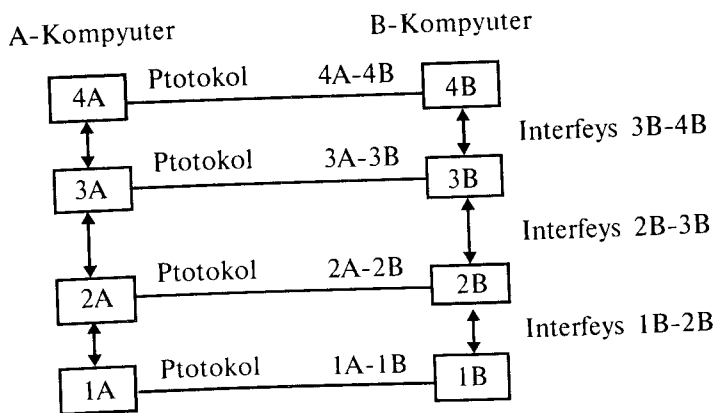 A-Kompyuter B-Kompyuter
4A Ptotokol 4A-4B 4B
Interfeys 3B-4B
3A Ptotokol 3A-3B 3B
Interfeys 2B-3B
2A Ptotokol 2A-2B 2B
Interfeys 1B-2B
1A Ptotokol 1A-1B 1B